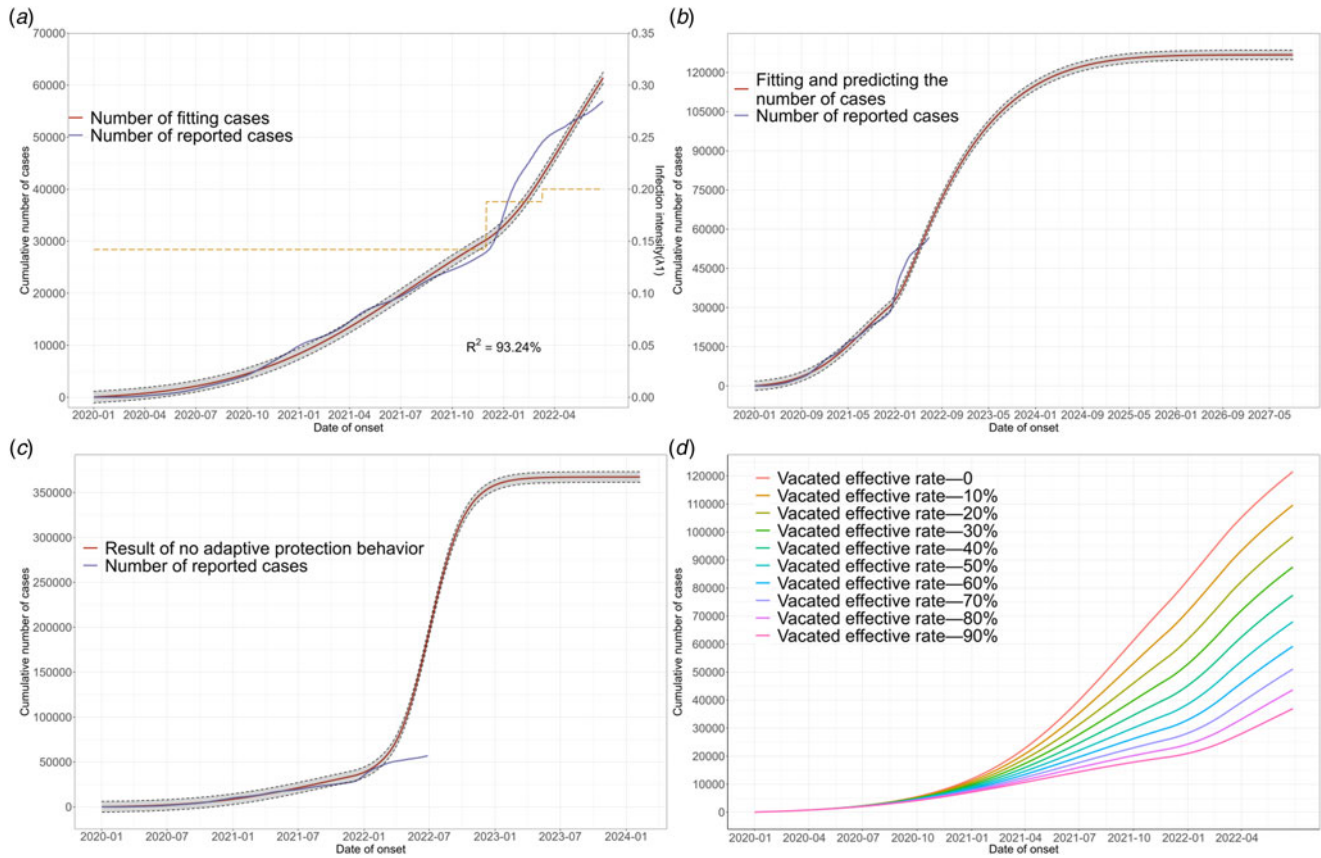 (a)
70000
60000
50000
40000
30000
20000
10000
0
Cumulative number of cases
Number of fitting cases
Number of reported cases
R² = 93.24%
0.35
0.30
0.25
0.20
0.15
0.10
0.05
0.00
Infection intensity(λ1)
2020-01 2020-04 2020-07 2020-10 2021-01 2021-04 2021-07 2021-10 2022-01 2022-04
Date of onset
(b)
120000
105000
90000
75000
60000
45000
30000
15000
0
Cumulative number of cases
Fitting and predicting the
number of cases
Number of reported cases
2020-01 2020-09 2021-05 2022-01 2022-09 2023-05 2024-01 2024-09 2025-05 2026-01 2026-09 2027-05
Date of onset
(c)
350000
300000
250000
200000
150000
100000
50000
0
Cumulative number of cases
Result of no adaptive protection behavior
Number of reported cases
2020-01 2020-07 2021-01 2021-07 2022-01 2022-07 2023-01 2023-07 2024-01
Date of onset
(d)
120000
110000
100000
90000
80000
70000
60000
50000
40000
30000
20000
10000
0
Cumulative number of cases
Vacated effective rate—0
Vacated effective rate—10%
Vacated effective rate—20%
Vacated effective rate—30%
Vacated effective rate—40%
Vacated effective rate—50%
Vacated effective rate—60%
Vacated effective rate—70%
Vacated effective rate—80%
Vacated effective rate—90%
2020-01 2020-04 2020-07 2020-10 2021-01 2021-04 2021-07 2021-10 2022-01 2022-04
Date of onset